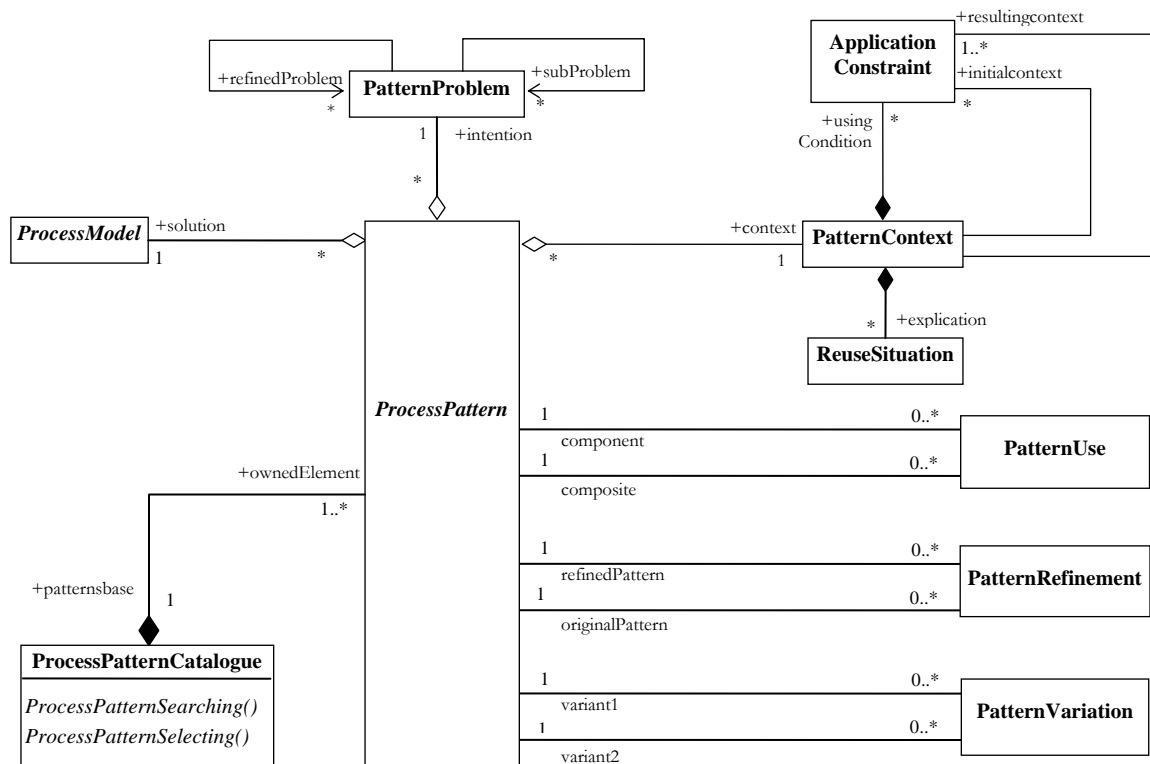 +resultingcontext
1..*
Application
Constraint
+initialcontext
*
+refinedProblem
*
PatternProblem
+subProblem
*
1
+intention
*
+using
Condition
*
ProcessModel
+solution
1
*
*
+context
1
PatternContext
*
+explication
ReuseSituation
ProcessPattern
1
0..*
component
1
0..*
composite
PatternUse
+ownedElement
1..*
1
0..*
refinedPattern
1
0..*
originalPattern
PatternRefinement
+patternsbase
1
ProcessPatternCatalogue
ProcessPatternSearching()
ProcessPatternSelecting()
1
0..*
variant1
1
0..*
variant2
PatternVariation